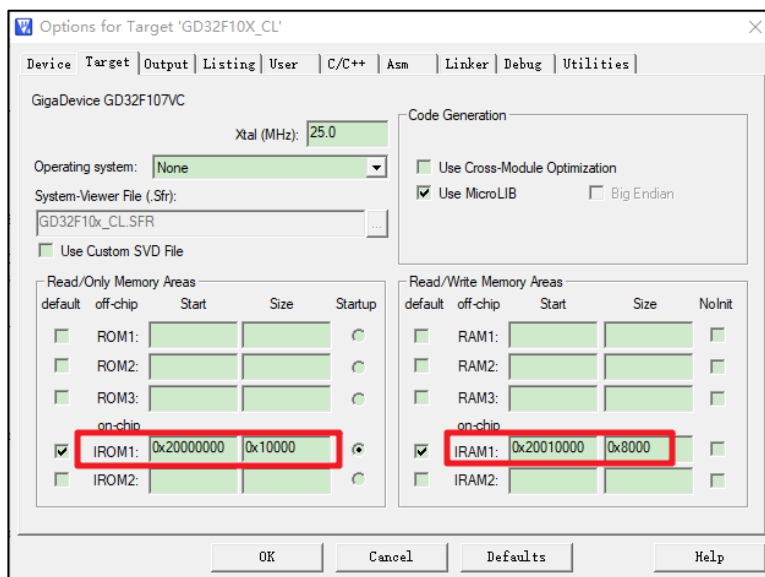 Options for Target 'GD32F10X_CL'
Device Target Output Listing User C/C++ Asm Linker Debug Utilities
GigaDevice GD32F107VC
Xtal (MHz): 25.0
Operating system: None
System-Viewer File (.Sfr):
GD32F10x_CL.SFR
...
Use Custom SVD File
Code Generation
Use Cross-Module Optimization
Use MicroLIB Big Endian
Read/Only Memory Areas
default off-chip Start Size Startup
ROM1:
ROM2:
ROM3:
on-chip
IROM1: 0x20000000 0x10000
IROM2:
Read/Write Memory Areas
default off-chip Start Size NoInit
RAM1:
RAM2:
RAM3:
on-chip
IRAM1: 0x20010000 0x8000
IRAM2:
OK Cancel Defaults Help